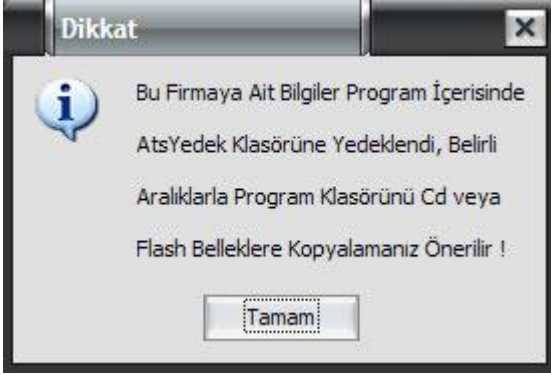 Dikkat
Bu Firmaya Ait Bilgiler Program İçerisinde
AtsYedek Klasörüne Yedeklendi, Belirli
Aralıklarla Program Klasörünü Cd veya
Flash Belleklere Kopyalamanız Önerilir !
Tamam